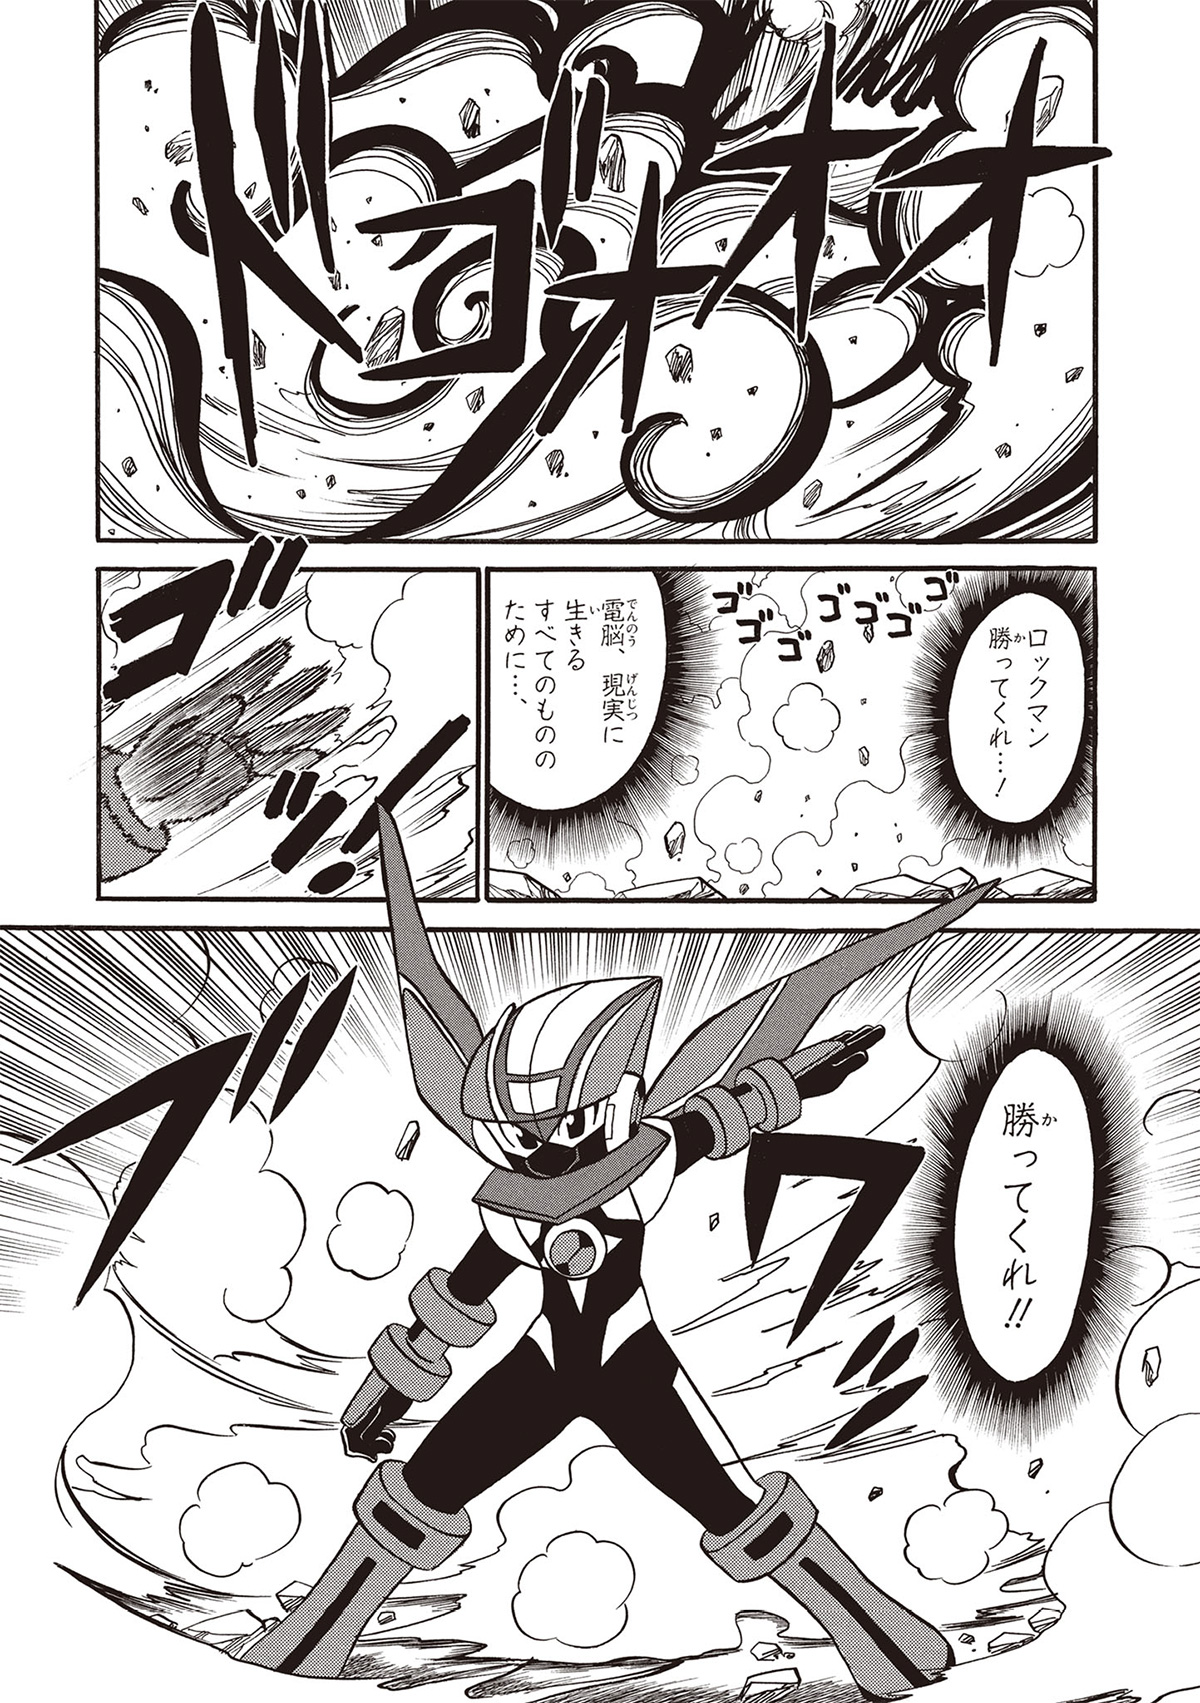 ドゴォオオ
ロックマン
勝ってくれ…!
ゴゴゴゴ
ゴゴゴ
電脳、現実に
生きる
すべてのものの
ために…、
ゴッ!
勝ってくれ!!
ブワッ